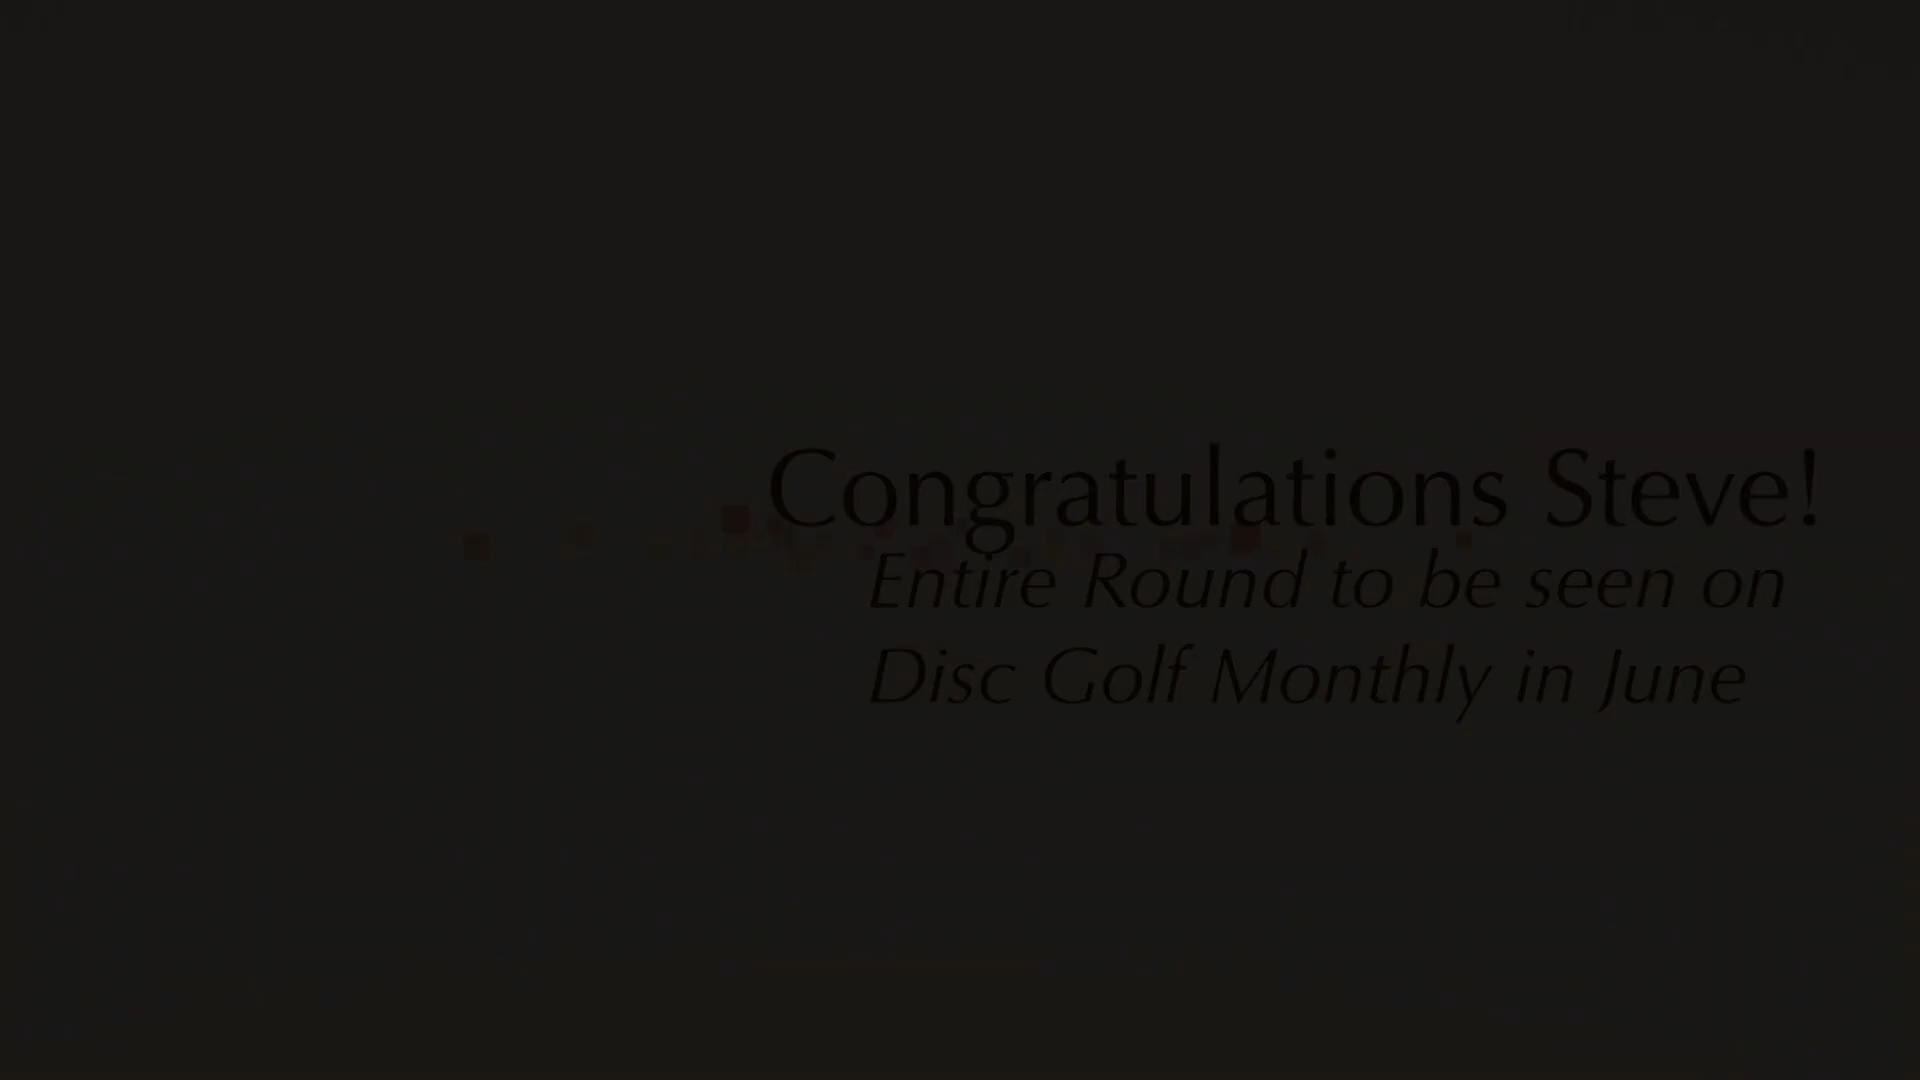 Congratulations Steve!
Entire Round to be seen on
Disc Golf Monthly in June